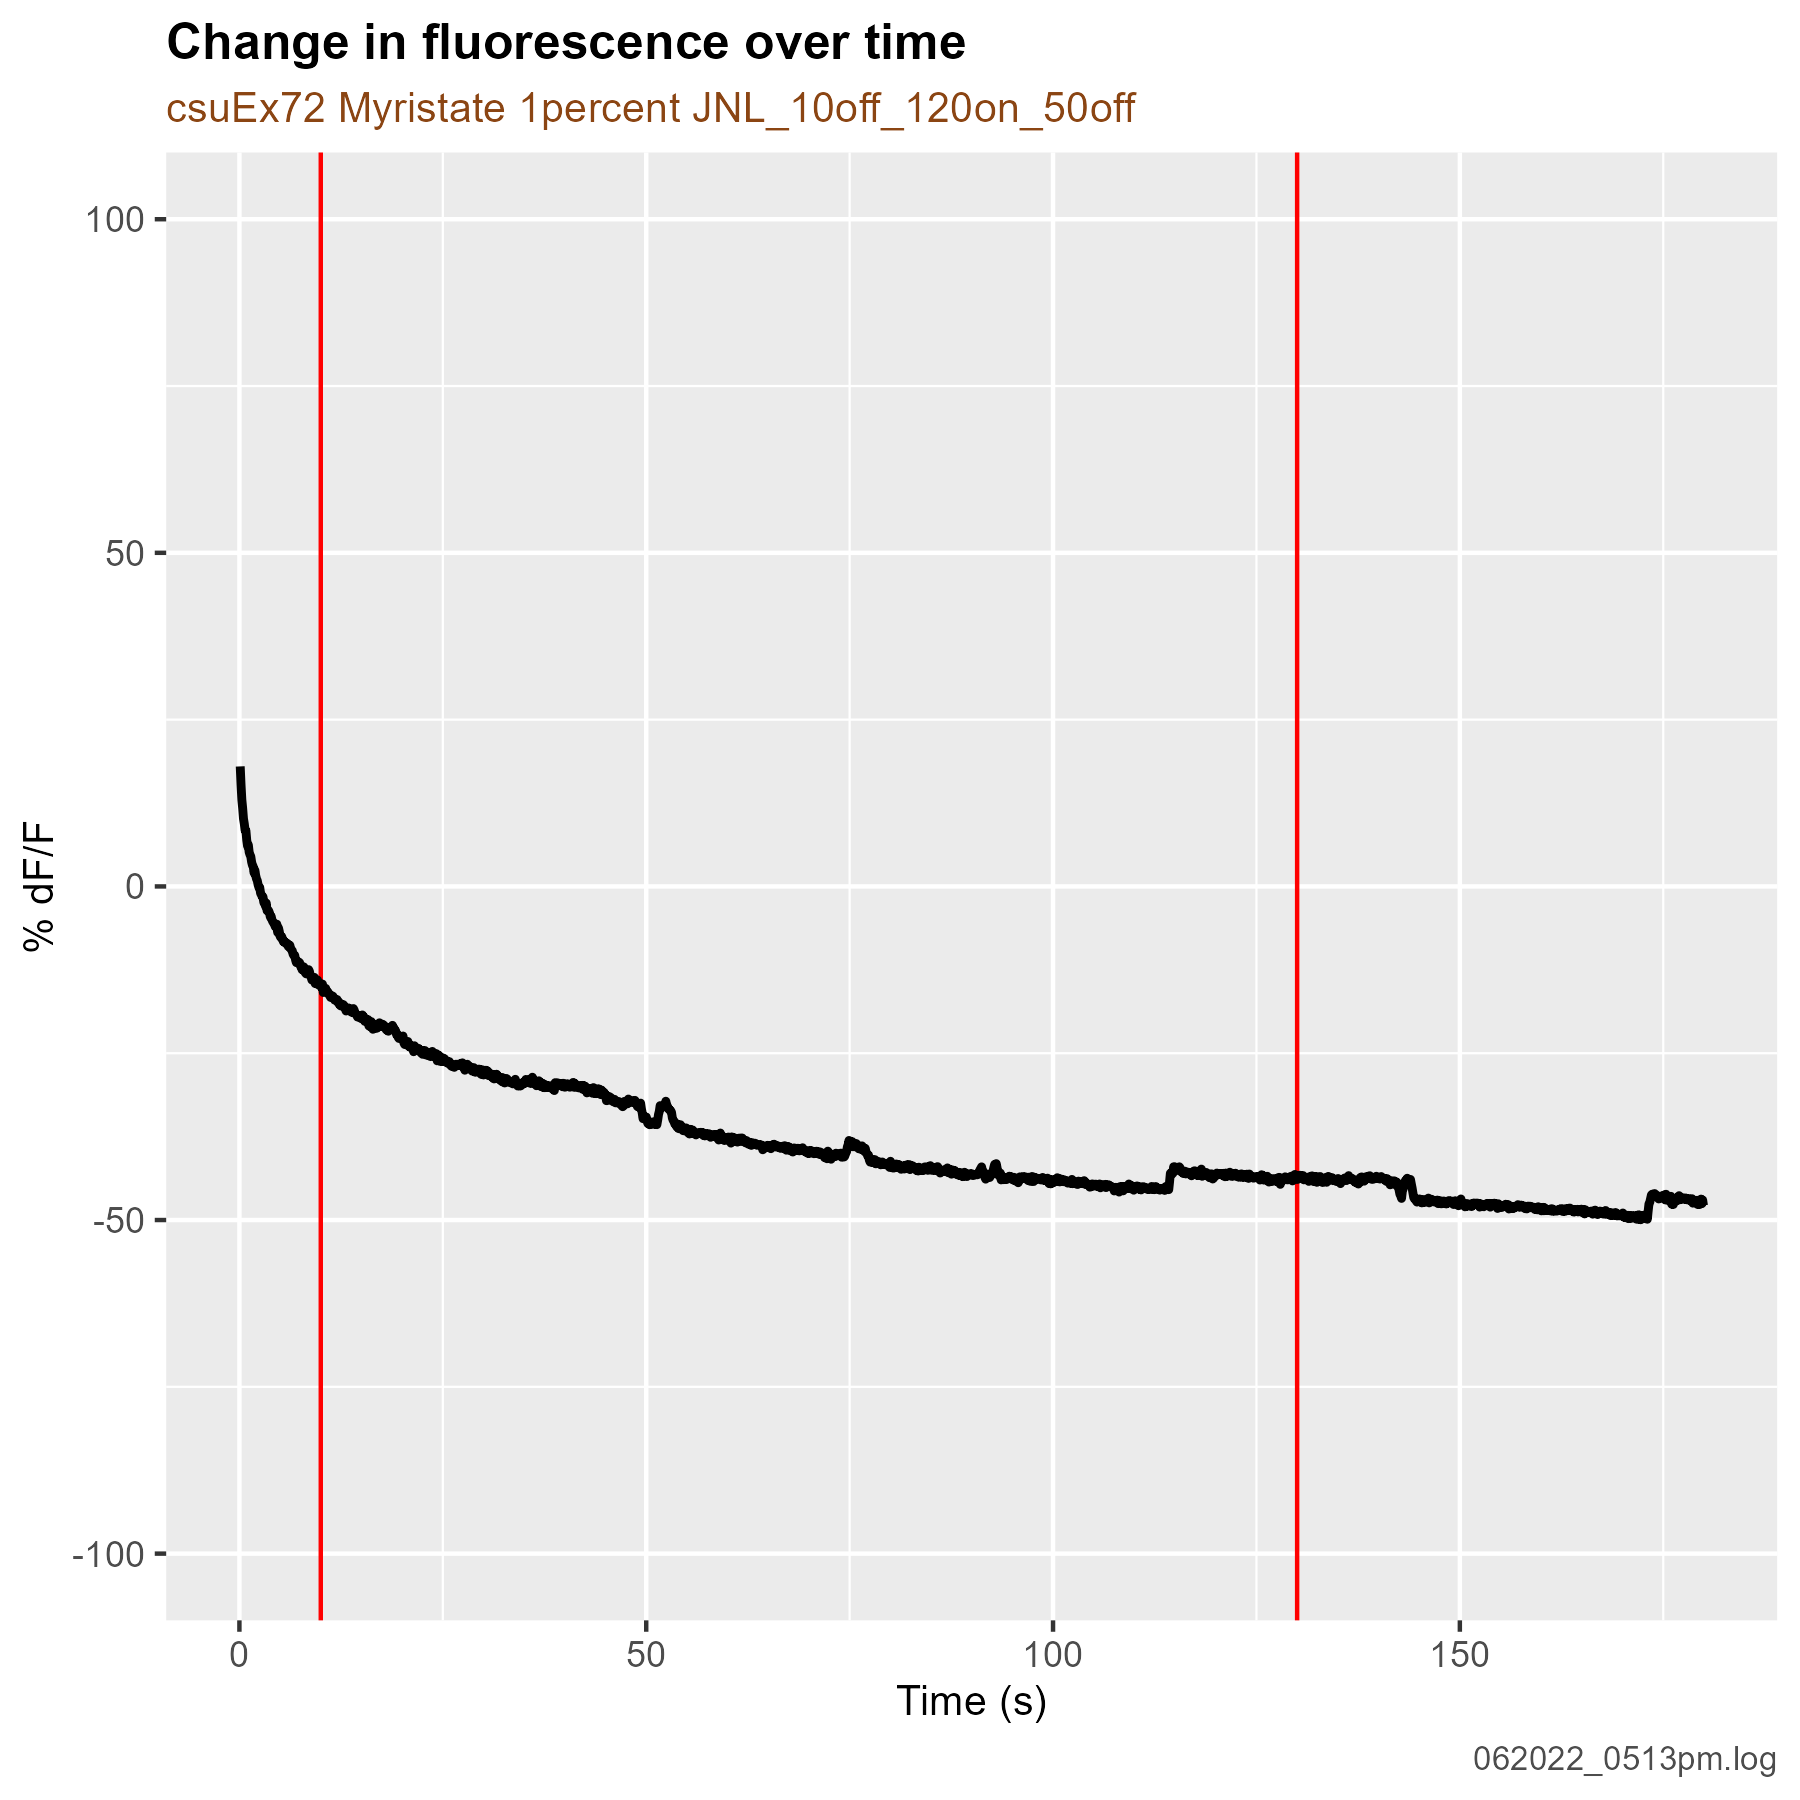 Change in fluorescence over time
csuEx72 Myristate 1percent JNL_10off_120on_50off
100
50
0
-50
-100
% dF/F
0 50 100 150
Time (s)
062022_0513pm.log